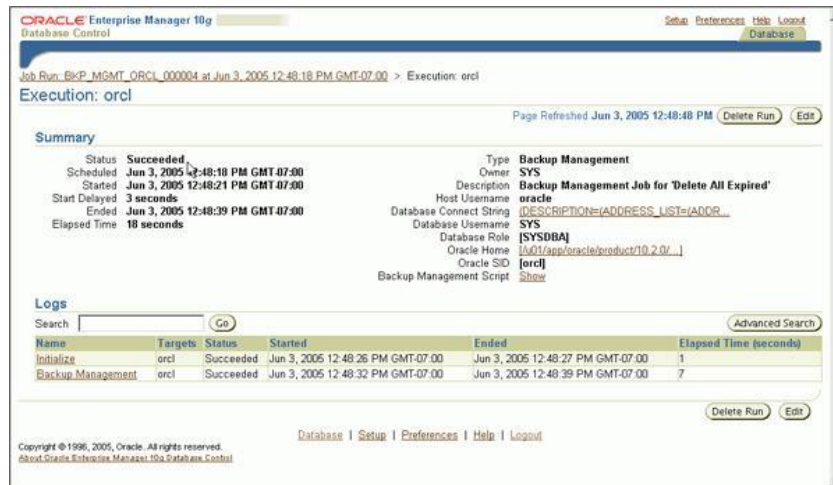 ORACLE Enterprise Manager 10g
Database Control
Setup Preferences Help Logout
Database
Job Run: BKP_MGMT_ORCL_000004 at Jun 3, 2005 12:48:18 PM GMT-07:00 > Execution: orcl
Execution: orcl
Page Refreshed Jun 3, 2005 12:48:48 PM Delete Run Edit
Summary
Status Succeeded
Scheduled Jun 3, 2005 12:48:18 PM GMT-07:00
Started Jun 3, 2005 12:48:21 PM GMT-07:00
Start Delayed 3 seconds
Ended Jun 3, 2005 12:48:39 PM GMT-07:00
Elapsed Time 18 seconds
Type Backup Management
Owner SYS
Description Backup Management Job for 'Delete All Expired'
Host Username oracle
Database Connect String (DESCRIPTION=(ADDRESS_LIST=(ADDR...
Database Username SYS
Database Role [SYSDBA]
Oracle Home [/u01/app/oracle/product/10.2.0/...]
Oracle SID [orcl]
Backup Management Script Show
Logs
Search Go Advanced Search
Name Targets Status Started Ended Elapsed Time (seconds)
Initialize orcl Succeeded Jun 3, 2005 12:48:26 PM GMT-07:00 Jun 3, 2005 12:48:27 PM GMT-07:00 1
Backup Management orcl Succeeded Jun 3, 2005 12:48:32 PM GMT-07:00 Jun 3, 2005 12:48:39 PM GMT-07:00 7
Delete Run Edit
Database | Setup | Preferences | Help | Logout
Copyright © 1996, 2005, Oracle. All rights reserved.
About Oracle Enterprise Manager 10g Database Control